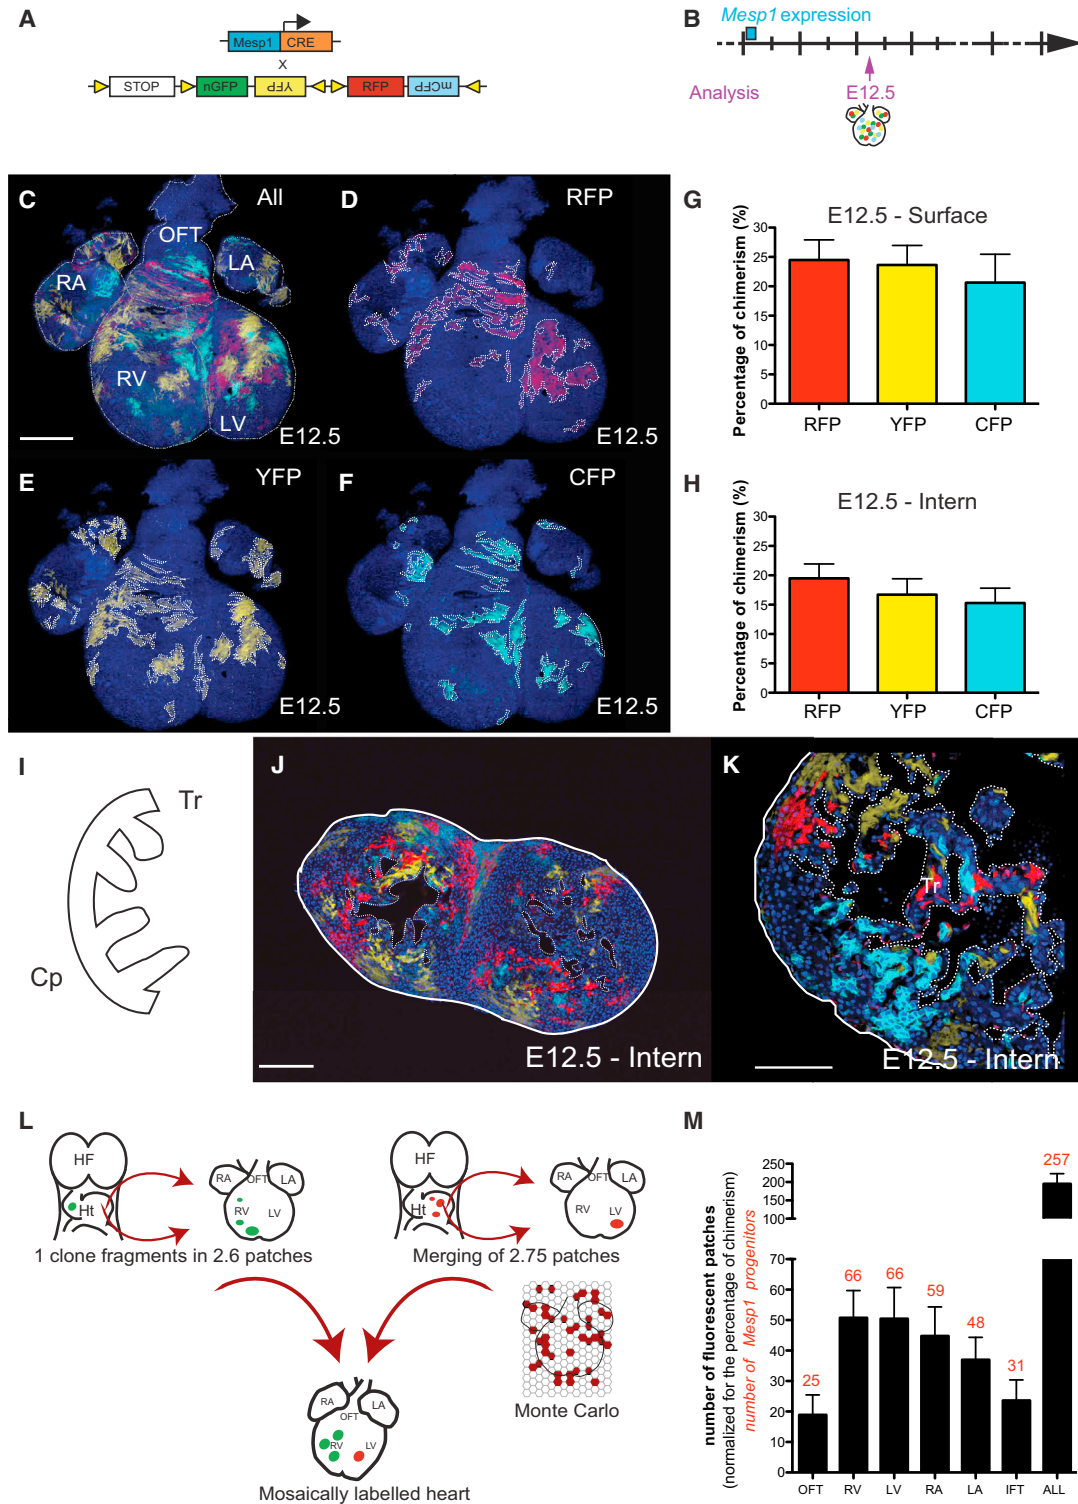 A
Mesp1 CRE
X
STOP nGFP YFP RFP mCFP
B
Mesp1 expression
Analysis E12.5
C All
OFT
RA LA
RV
LV
E12.5
D RFP
E12.5
E YFP
E12.5
F CFP
E12.5
G
E12.5 - Surface
Percentage of chimerism (%)
30
25
20
15
10
5
0
RFP YFP CFP
H
E12.5 - Intern
Percentage of chimerism (%)
30
25
20
15
10
5
0
RFP YFP CFP
I
Tr
Cp
J
E12.5 - Intern
K
Tr
E12.5 - Intern
L
HF
Ht
RA OFT LA
RV LV
1 clone fragments in 2.6 patches
HF
Ht
RA OFT LA
RV LV
Merging of 2.75 patches
Monte Carlo
RA LA
OFT
RV LV
Mosaically labelled heart
M
number of fluorescent patches
(normalized for the percentage of chimerism)
number of Mesp1 progenitors
250
200
150
100
70
60
50
40
30
20
10
0
25 66 66 59 48 31 257
OFT RV LV RA LA IFT ALL